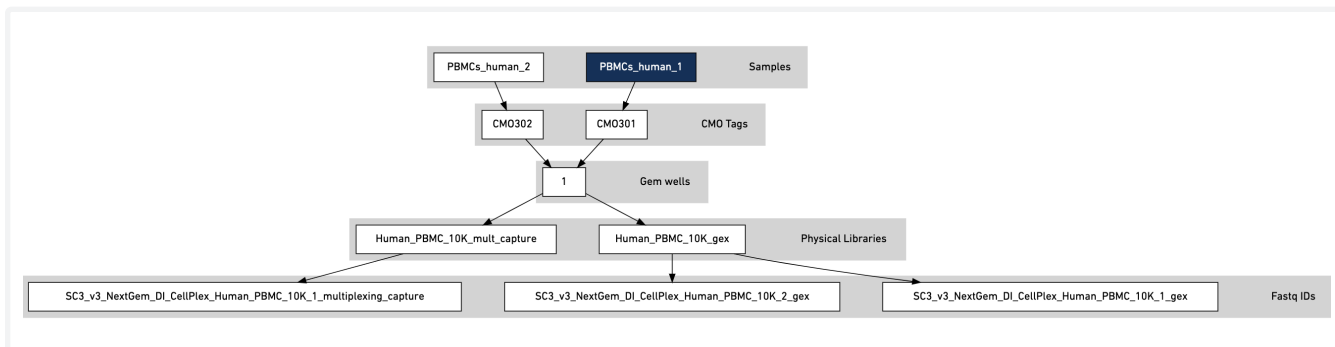 PBMCs_human_2 PBMCs_human_1 Samples
CMO302 CMO301 CMO Tags
1 Gem wells
Human_PBMC_10K_mult_capture Human_PBMC_10K_gex Physical Libraries
SC3_v3_NextGem_DI_CellPlex_Human_PBMC_10K_1_multiplexing_capture SC3_v3_NextGem_DI_CellPlex_Human_PBMC_10K_2_gex SC3_v3_NextGem_DI_CellPlex_Human_PBMC_10K_1_gex Fastq IDs